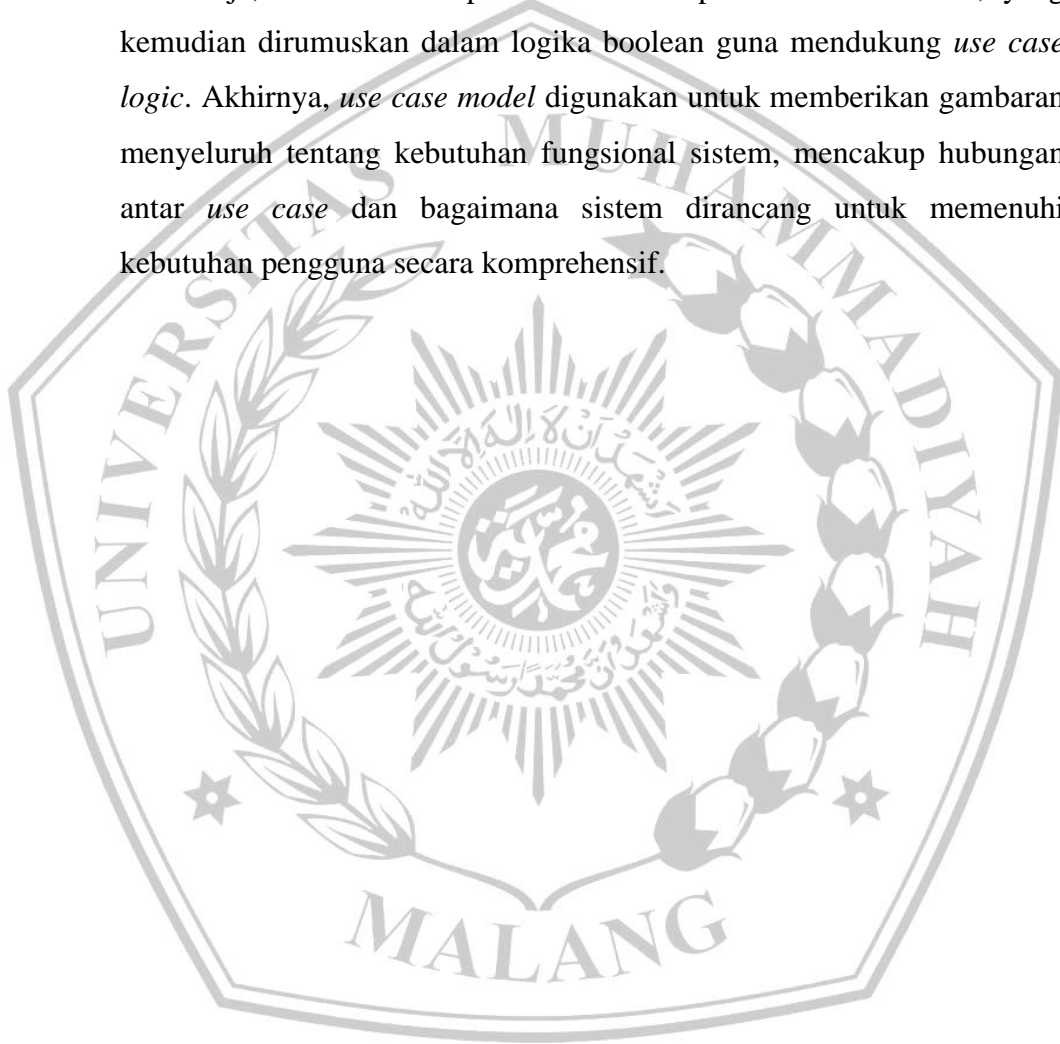 kemudian dirumuskan dalam logika boolean guna mendukung use case
logic. Akhirnya, use case model digunakan untuk memberikan gambaran
menyeluruh tentang kebutuhan fungsional sistem, mencakup hubungan
antar use case dan bagaimana sistem dirancang untuk memenuhi
kebutuhan pengguna secara komprehensif.
UNIVERSITAS MUHAMMADIYAH
MALANG